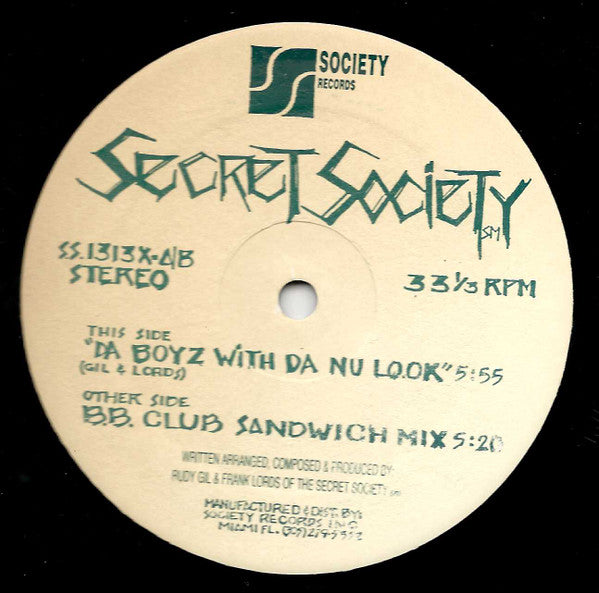 SOCIETY
RECORDS
SECRET SOCIETY SM
SS.1313X-A/B
STEREO
33 1/3 RPM
THIS SIDE
"DA BOYZ WITH DA NU LOOK" 5:55
(GIL & LORDS)
OTHER SIDE
B.B. CLUB SANDWICH MIX 5:20
WRITTEN ARRANGED, COMPOSED & PRODUCED BY:
RUDY GIL & FRANK LORDS OF THE SECRET SOCIETY SM
MANUFACTURED & DIST. BY:
SOCIETY RECORDS INC
MIAMI FL.